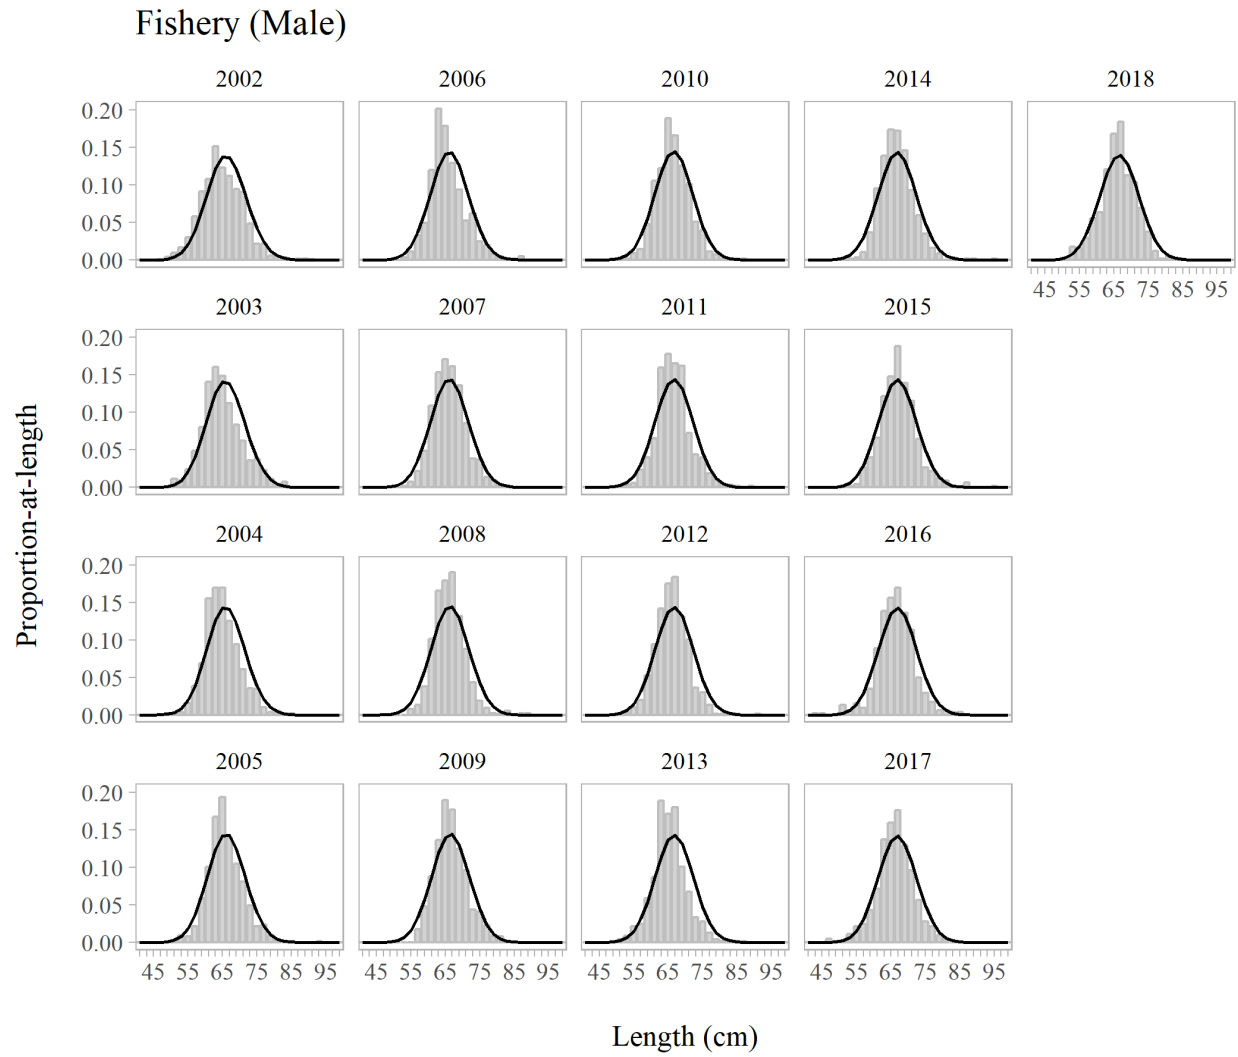 Fishery (Male)
2002 2006 2010 2014 2018
0.20
0.15
0.10
0.05
0.00
45 55 65 75 85 95
2003 2007 2011 2015
0.20
0.15
0.10
0.05
0.00
2004 2008 2012 2016
0.20
0.15
0.10
0.05
0.00
2005 2009 2013 2017
0.20
0.15
0.10
0.05
0.00
45 55 65 75 85 95 45 55 65 75 85 95 45 55 65 75 85 95 45 55 65 75 85 95
Proportion-at-length
Length (cm)